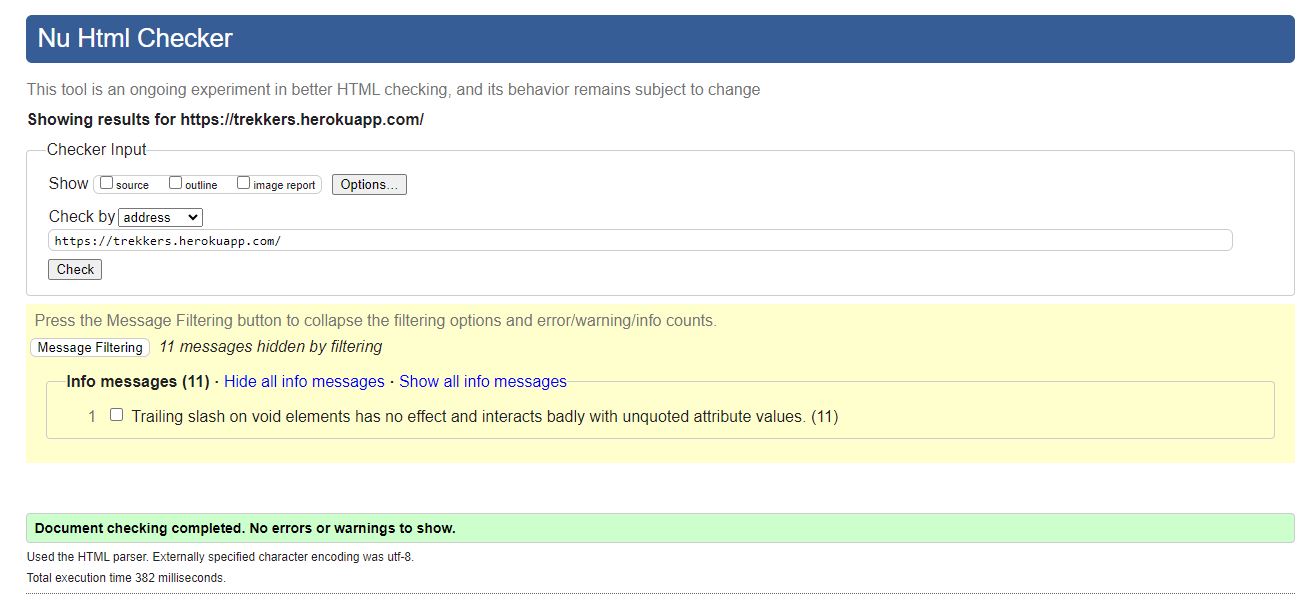 Nu Html Checker
This tool is an ongoing experiment in better HTML checking, and its behavior remains subject to change
Showing results for https://trekkers.herokuapp.com/
Checker Input
Show source outline image report Options...
Check by address
https://trekkers.herokuapp.com/
Check
Press the Message Filtering button to collapse the filtering options and error/warning/info counts.
Message Filtering 11 messages hidden by filtering
Info messages (11) · Hide all info messages · Show all info messages
1 Trailing slash on void elements has no effect and interacts badly with unquoted attribute values. (11)
Document checking completed. No errors or warnings to show.
Used the HTML parser. Externally specified character encoding was utf-8.
Total execution time 382 milliseconds.